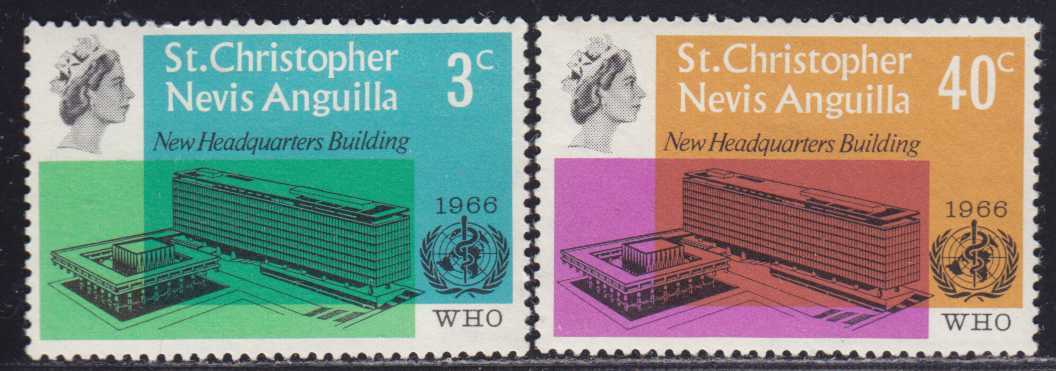 St.Christopher
Nevis Anguilla
3c
New Headquarters Building
1966
WHO
St.Christopher
Nevis Anguilla
40c
New Headquarters Building
1966
WHO